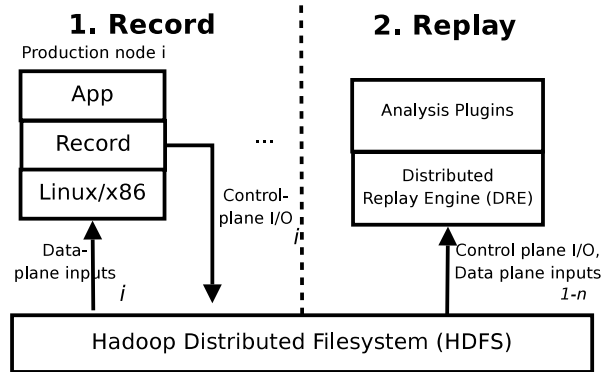 1. Record
Production node i
App
Record
Linux/x86
...
Control-
plane I/O
i
Data-
plane inputs
i
2. Replay
Analysis Plugins
Distributed
Replay Engine (DRE)
Control plane I/O,
Data plane inputs
1-n
Hadoop Distributed Filesystem (HDFS)